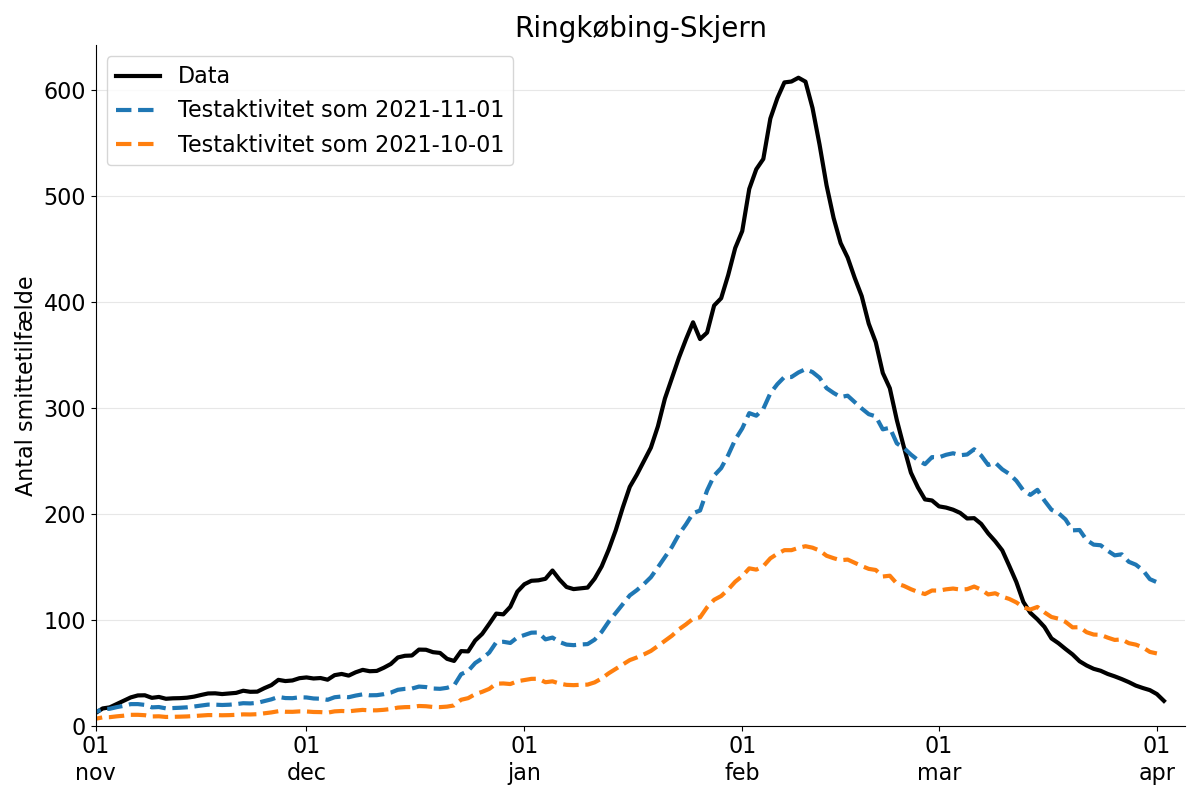 Ringkøbing-Skjern
Data
Testaktivitet som 2021-11-01
Testaktivitet som 2021-10-01
Antal smittetilfælde
600
500
400
300
200
100
0
01 01 01 01 01 01
nov dec jan feb mar apr